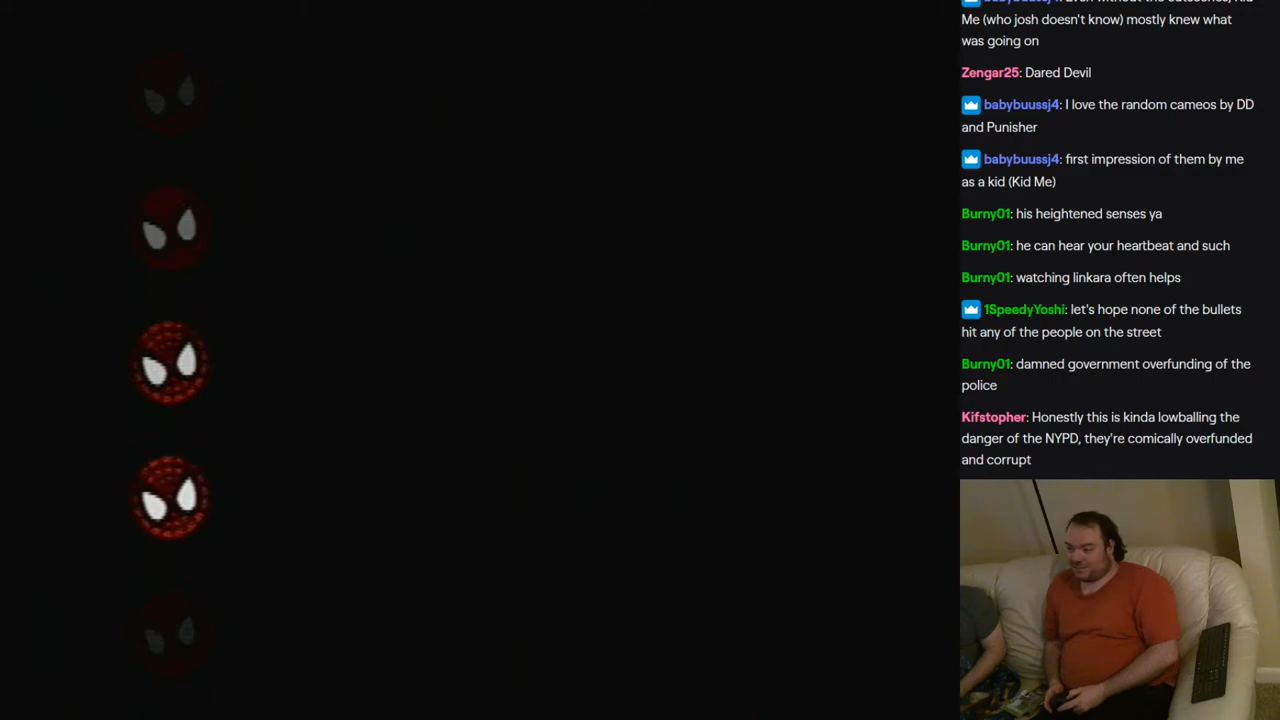 Me (who josh doesn't know) mostly knew what
was going on
Zengar25: Dared Devil
babybuussj4: I love the random cameos by DD
and Punisher
babybuussj4: first impression of them by me
as a kid (Kid Me)
Burny01: his heightened senses ya
Burny01: he can hear your heartbeat and such
Burny01: watching linkara often helps
1SpeedyYoshi: let's hope none of the bullets
hit any of the people on the street
Burny01: damned government overfunding of the
police
Kifstopher: Honestly this is kinda lowballing the
danger of the NYPD, they're comically overfunded
and corrupt